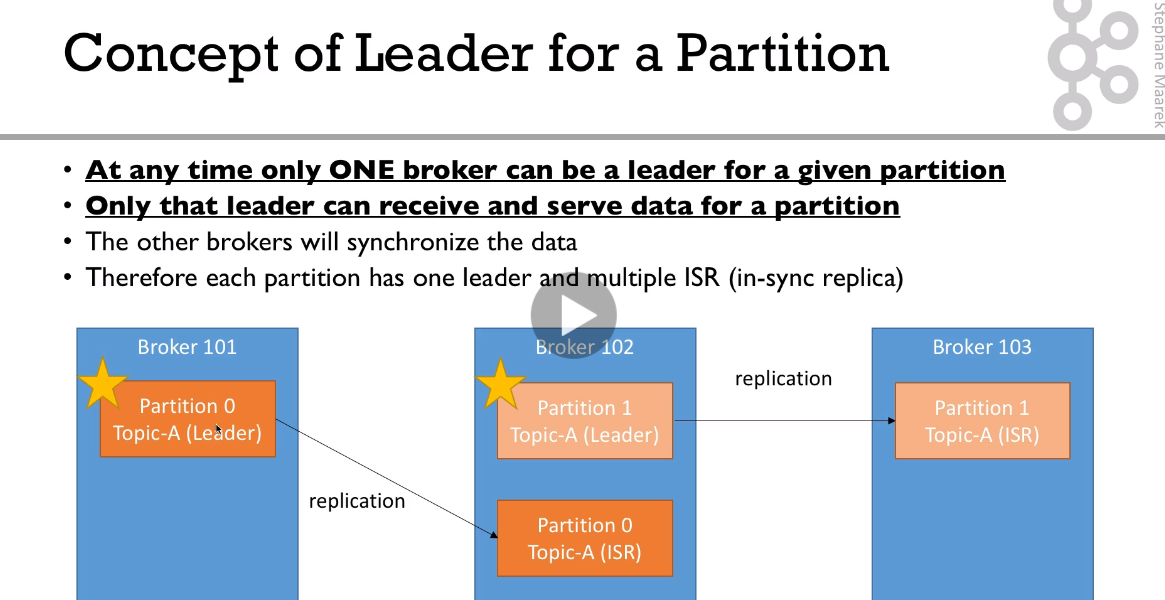 Concept of Leader for a Partition
Stephane Maarek
• At any time only ONE broker can be a leader for a given partition
• Only that leader can receive and serve data for a partition
• The other brokers will synchronize the data
• Therefore each partition has one leader and multiple ISR (in-sync replica)
Broker 101
Partition 0
Topic-A (Leader)
replication
Broker 102
Partition 1
Topic-A (Leader)
Partition 0
Topic-A (ISR)
replication
Broker 103
Partition 1
Topic-A (ISR)